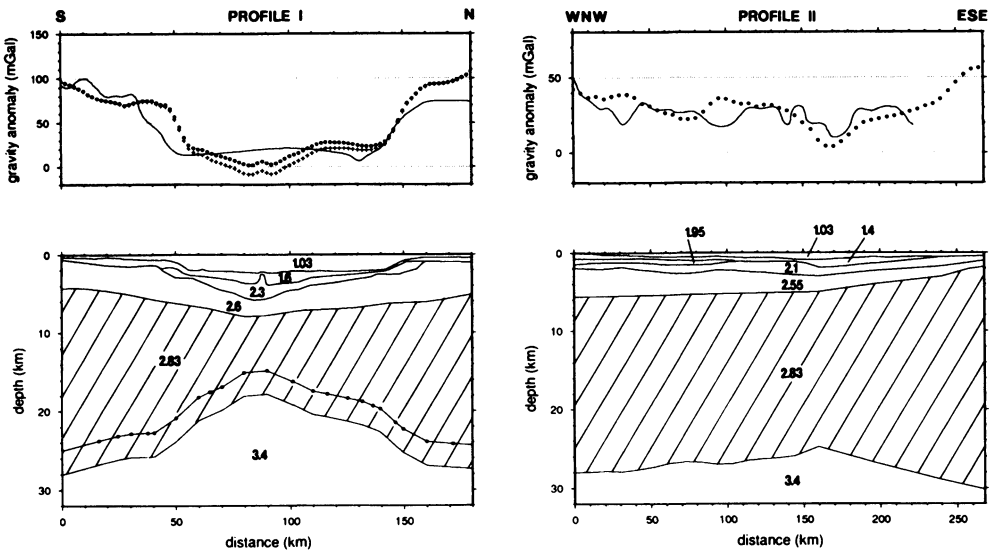 S PROFILE I N
gravity anomaly (mGal)
150
100
50
0
depth (km)
0
10
20
30
1.03
1.6
2.3
2.6
2.83
3.4
0 50 100 150
distance (km)
WNW PROFILE II ESE
gravity anomaly (mGal)
50
0
1.95 1.03 1.4
depth (km)
0
10
20
30
2.1
2.55
2.83
3.4
0 50 100 150 200 250
distance (km)